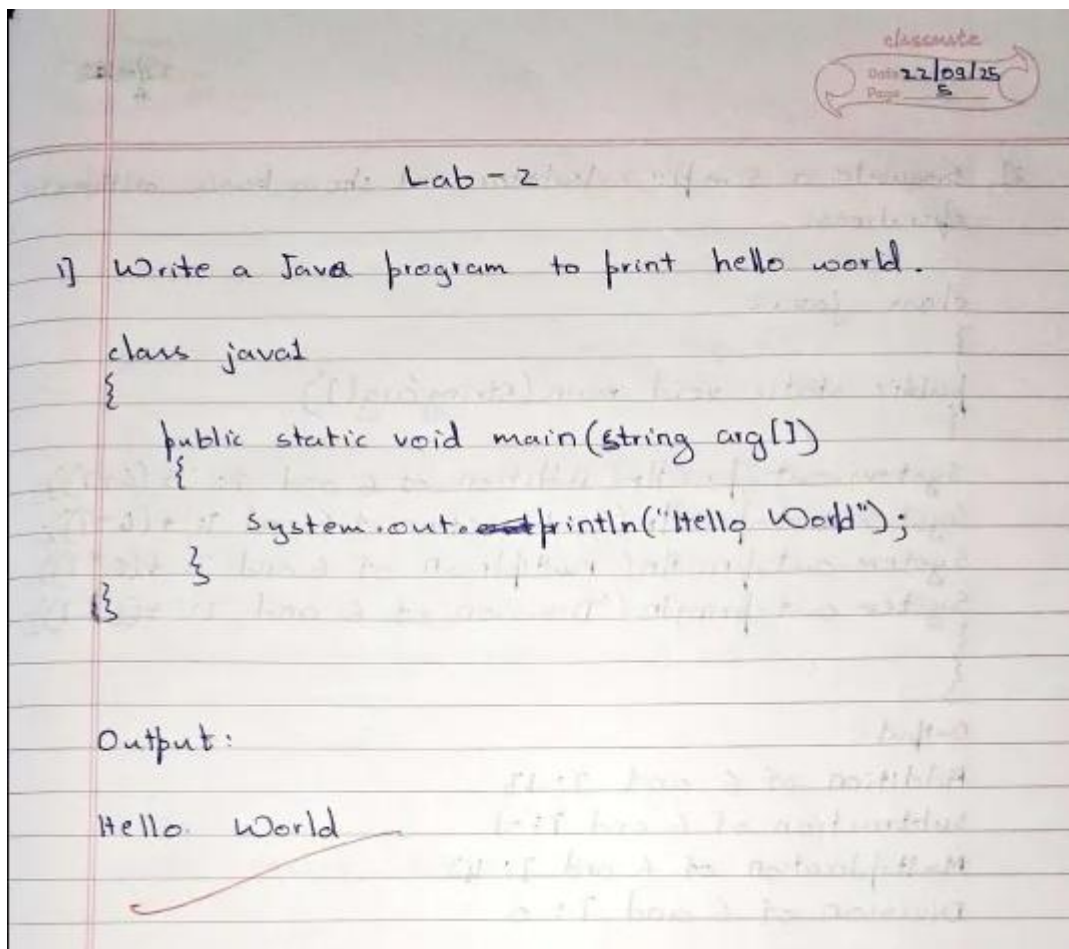 classmate
Date 22/09/25
Page 5
Lab-2
1] Write a Java program to print hello world.
class java1
{
public static void main(string arg[])
{
System.out.println("Hello World");
}
}
Output:
Hello World